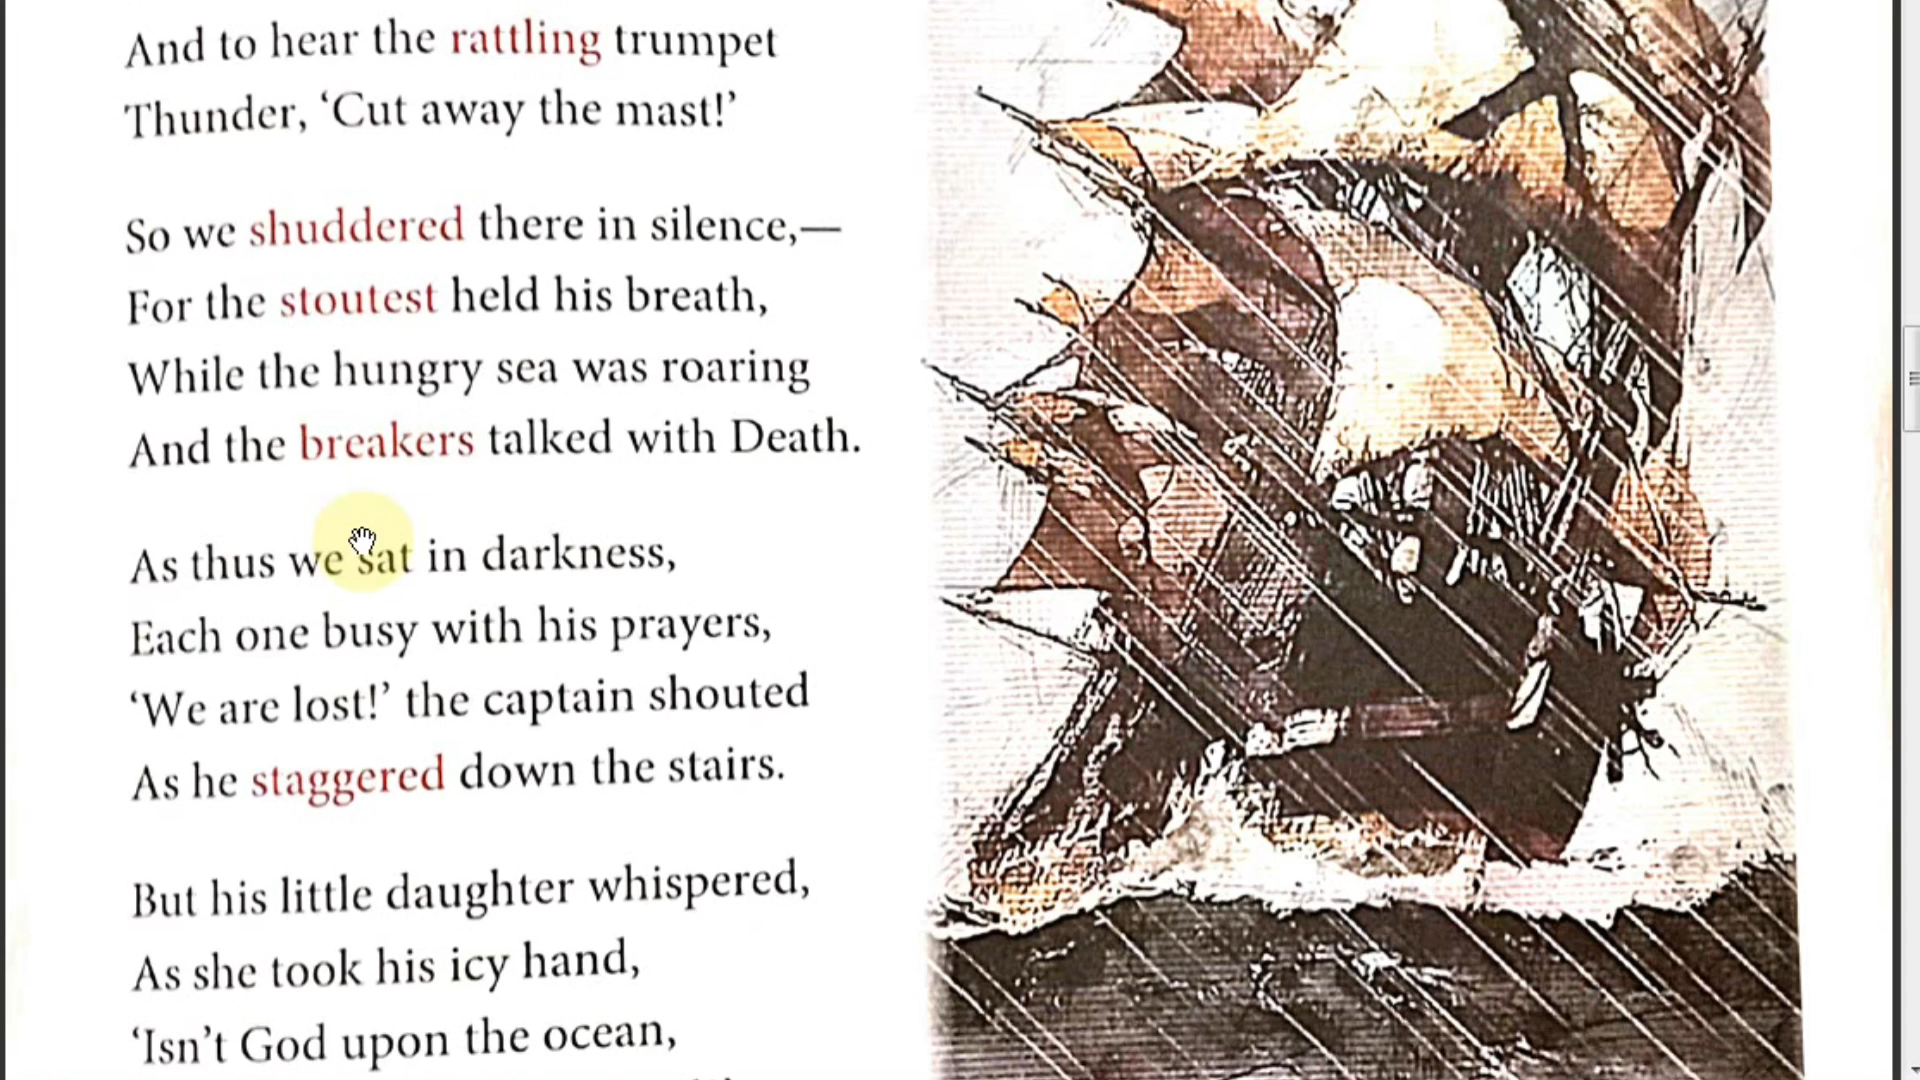 And to hear the rattling trumpet
Thunder, ‘Cut away the mast!’
So we shuddered there in silence,—
For the stoutest held his breath,
While the hungry sea was roaring
And the breakers talked with Death.
As thus we sat in darkness,
Each one busy with his prayers,
‘We are lost!’ the captain shouted
As he staggered down the stairs.
But his little daughter whispered,
As she took his icy hand,
‘Isn’t God upon the ocean,